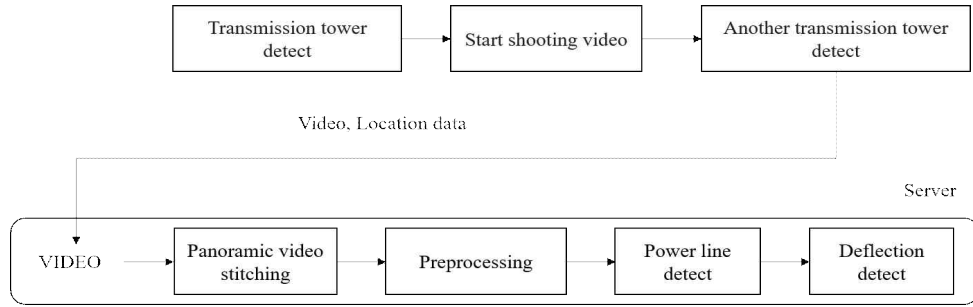 Transmission tower
detect
Start shooting video
Another transmission tower
detect
Video, Location data
Server
VIDEO
Panoramic video
stitching
Preprocessing
Power line
detect
Deflection
detect